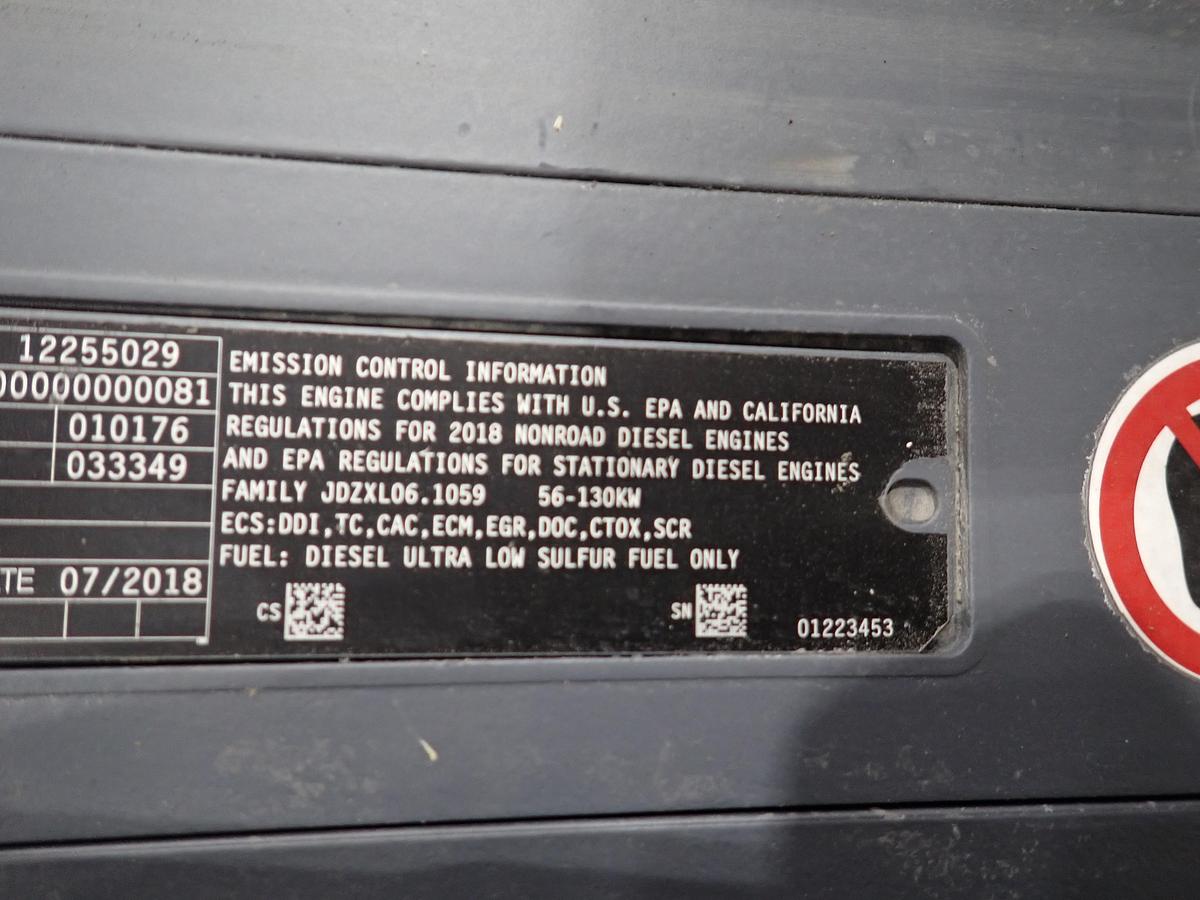 12255029
00000000000081
010176
033349
TE 07/2018
EMISSION CONTROL INFORMATION
THIS ENGINE COMPLIES WITH U.S. EPA AND CALIFORNIA
REGULATIONS FOR 2018 NONROAD DIESEL ENGINES
AND EPA REGULATIONS FOR STATIONARY DIESEL ENGINES
FAMILY JDZXL06.1059 56-130KW
ECS:DDI,TC,CAC,ECM,EGR,DOC,CTOX,SCR
FUEL: DIESEL ULTRA LOW SULFUR FUEL ONLY
CS SN 01223453